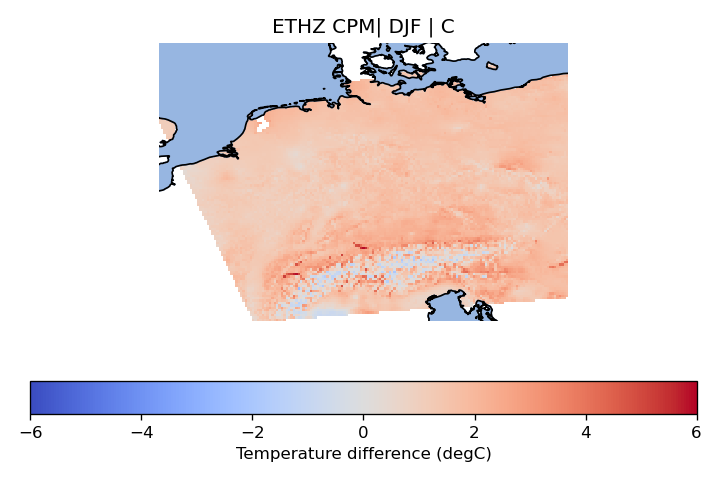 ETHZ CPM| DJF | C
−6 −4 −2 0 2 4 6
Temperature difference (degC)